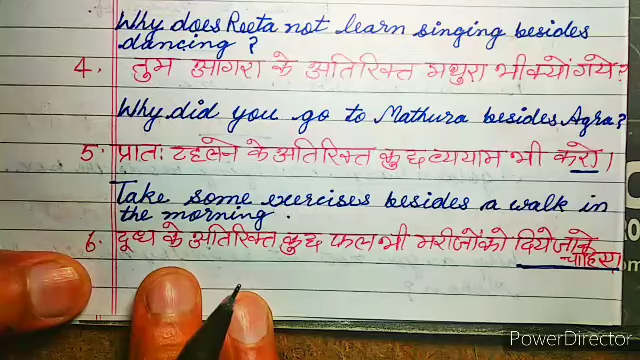 Why does Reeta not learn singing besides
dancing?
4. तुम आगरा के अतिरिक्त मथुरा भी क्यों गये?
Why did you go to Mathura besides Agra?
5. प्रातः टहलने के अतिरिक्त कुछ व्ययाम भी करो।
Take some exercises besides a walk in
the morning.
6. दूध के अतिरिक्त कुछ फल भी मरीजों को दिये जाने
चाहिए।
PowerDirector